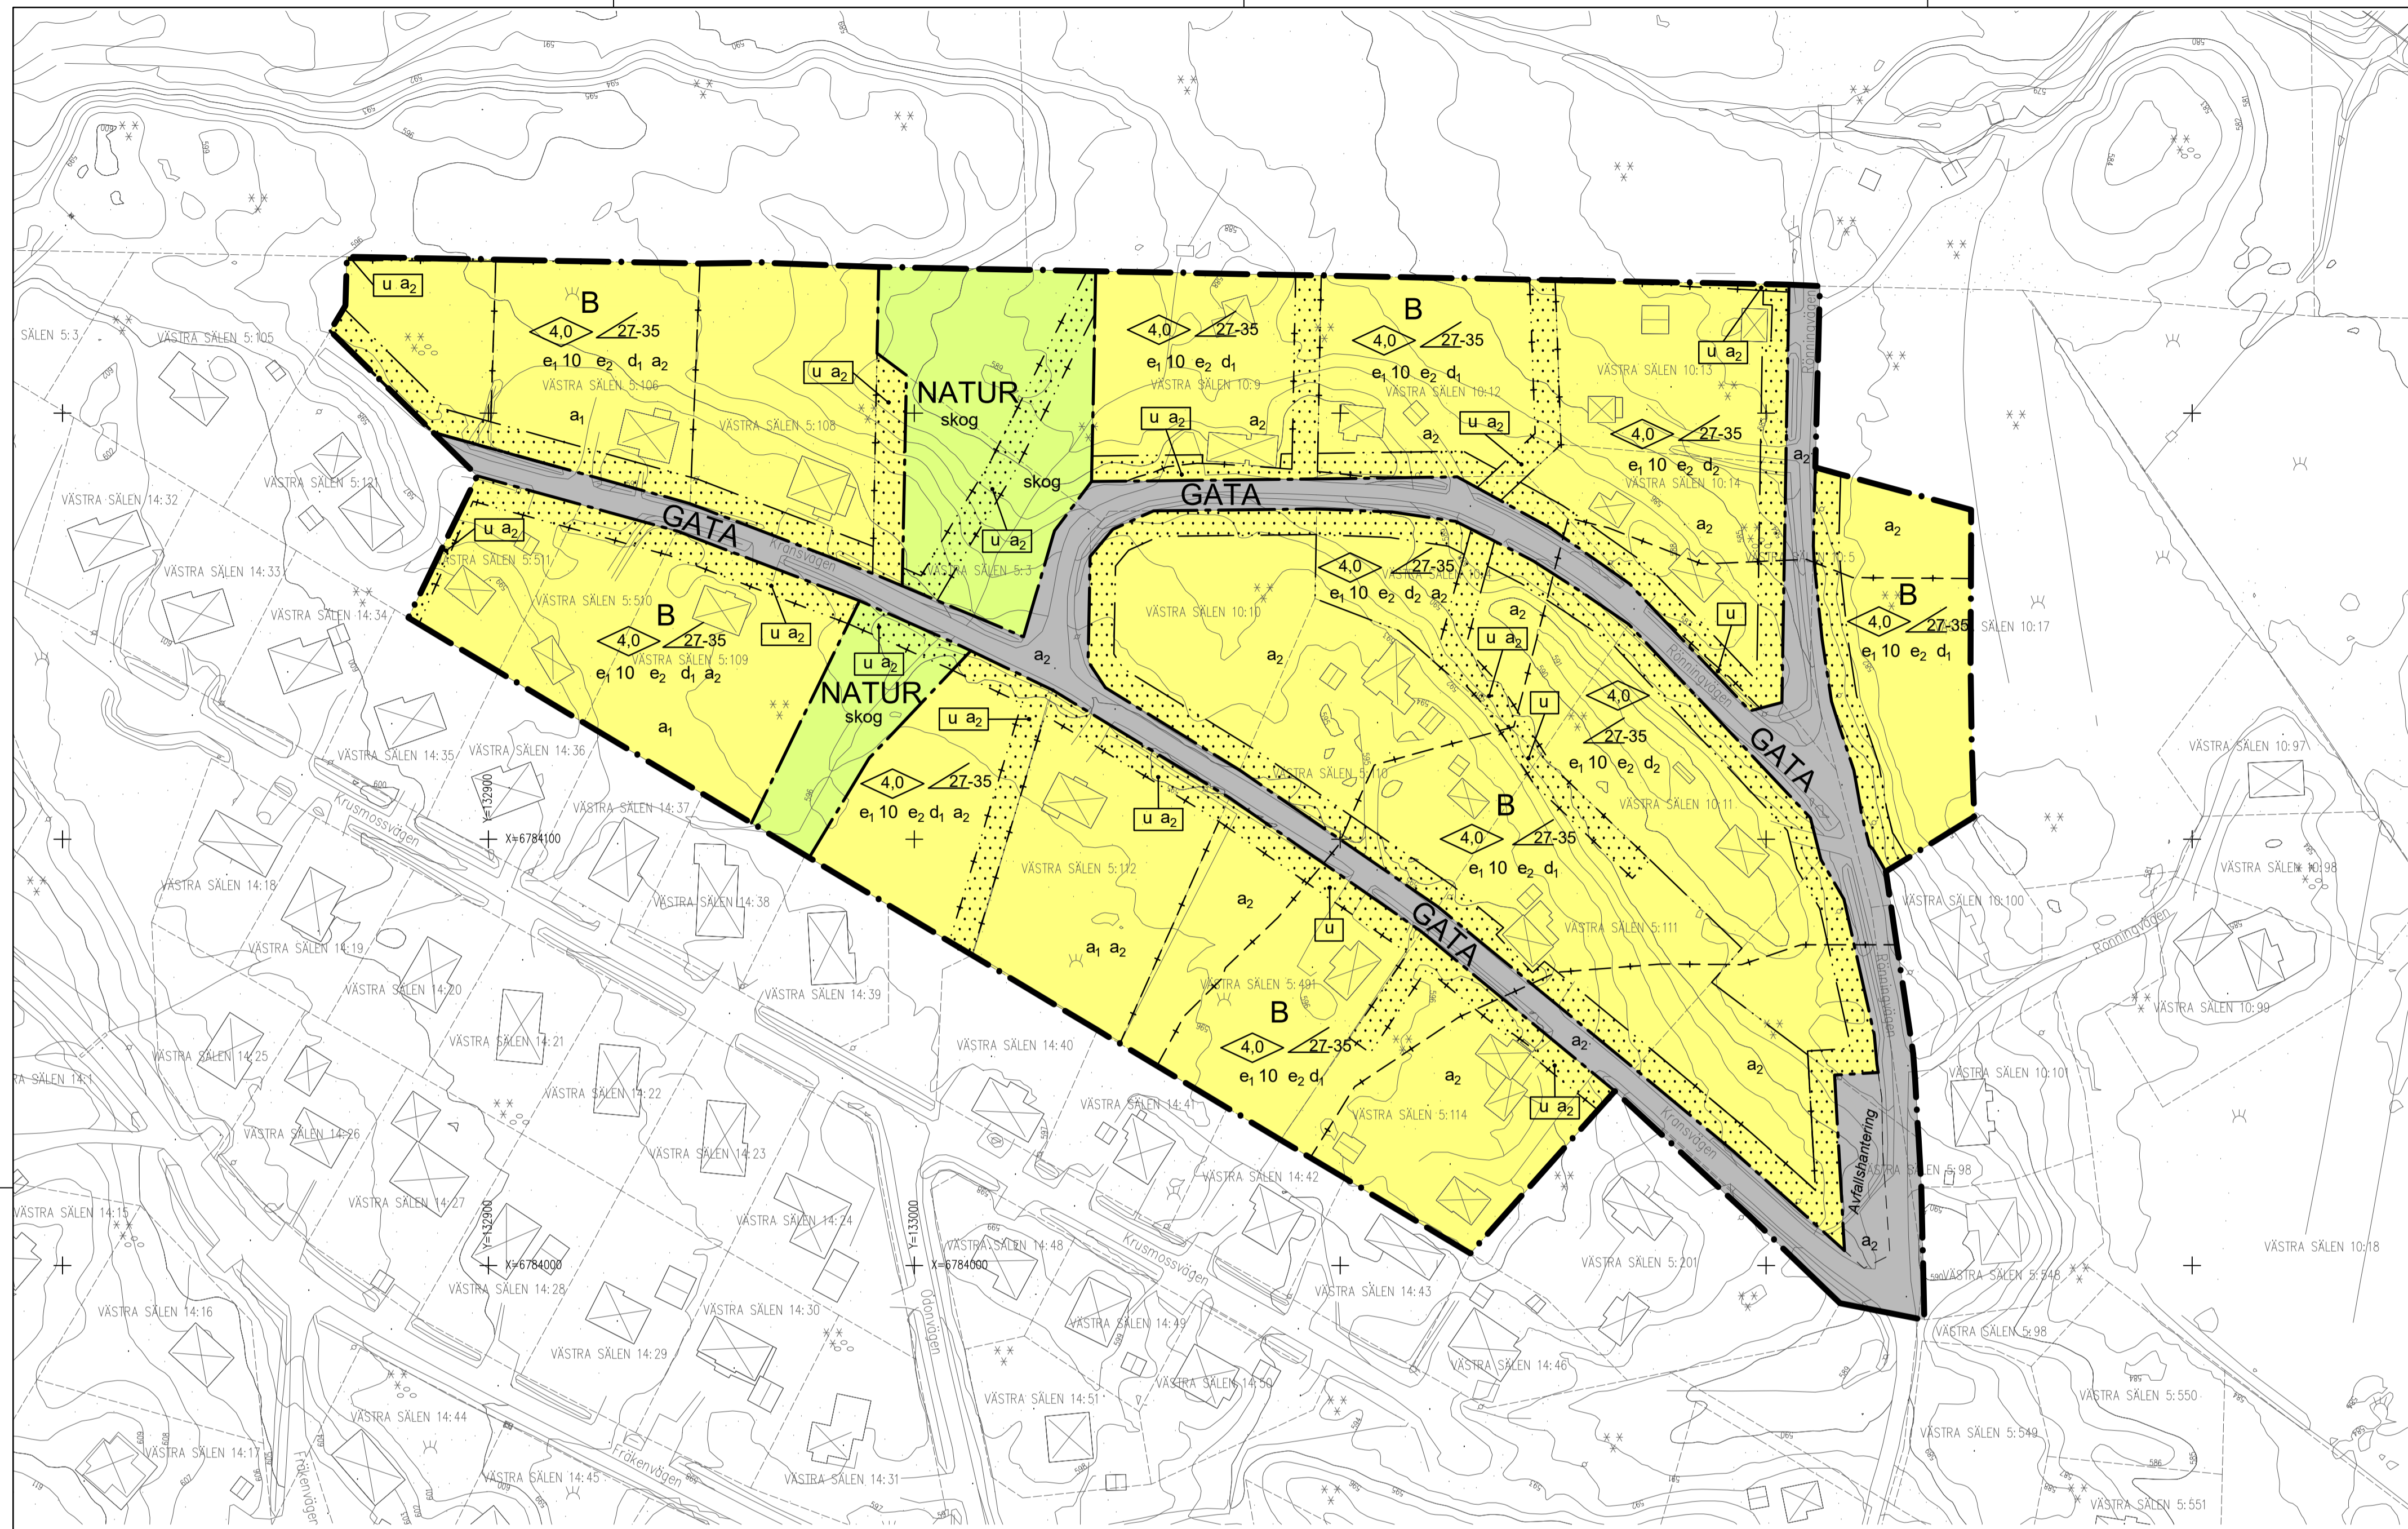 SÄLEN 5:3
VÄSTRA SÄLEN 5:105
u a2
B
4,0
27-35
e1 10 e2 d1 a2
VÄSTRA SÄLEN 5:106
a1
VÄSTRA SÄLEN 5:108
u a2
NATUR
skog
skog
u a2
VÄSTRA SÄLEN 5:3
4,0
27-35
e1 10 e2 d1
VÄSTRA SÄLEN 10:9
u a2
a2
B
4,0
27-35
e1 10 e2 d1
VÄSTRA SÄLEN 10:12
u a2
a2
u a2
VÄSTRA SÄLEN 10:13
4,0
27-35
e1 10 e2 d2
VÄSTRA SÄLEN 10:14
a2
Rönningvägen
a2
a2
VÄSTRA SÄLEN 10:5
B
4,0
27-35
e1 10 e2 d1
SÄLEN 10:17
VÄSTRA SÄLEN 5:121
VÄSTRA SÄLEN 14:32
VÄSTRA SÄLEN 14:33
VÄSTRA SÄLEN 14:34
u a2
VÄSTRA SÄLEN 5:511
VÄSTRA SÄLEN 5:510
GATA
Kransvägen
GATA
B
4,0
27-35
VÄSTRA SÄLEN 5:109
e1 10 e2 d1 a2
a1
u a2
u a2
NATUR
skog
u a2
4,0
27-35
e1 10 e2 d1 a2
a2
VÄSTRA SÄLEN 10:10
a2
4,0
27-35
e1 10 e2 d2 a2
a2
u a2
u
4,0
27-35
e1 10 e2 d2
VÄSTRA SÄLEN 10:11
u
Rönningvägen
GATA
VÄSTRA SÄLEN 5:110
B
4,0
27-35
e1 10 e2 d1
VÄSTRA SÄLEN 5:111
u a2
VÄSTRA SÄLEN 5:112
a2
a1 a2
u
VÄSTRA SÄLEN 5:491
B
4,0
27-35
e1 10 e2 d1
GATA
a2
a2
VÄSTRA SÄLEN 5:114
u a2
a2
Kransvägen
Rönningvägen
Avfallshantering
a2
VÄSTRA SÄLEN 14:35
VÄSTRA SÄLEN 14:36
Y=132900
X=6784100
Krusmossvägen
VÄSTRA SÄLEN 14:37
VÄSTRA SÄLEN 14:18
VÄSTRA SÄLEN 14:38
VÄSTRA SÄLEN 14:19
VÄSTRA SÄLEN 14:20
VÄSTRA SÄLEN 14:39
VÄSTRA SÄLEN 14:21
VÄSTRA SÄLEN 14:40
VÄSTRA SÄLEN 14:25
VÄSTRA SÄLEN 14:22
VÄSTRA SÄLEN 14:41
VÄSTRA SÄLEN 14:26
VÄSTRA SÄLEN 14:23
VÄSTRA SÄLEN 14:42
VÄSTRA SÄLEN 14:27
VÄSTRA SÄLEN 14:15
VÄSTRA SÄLEN 14:24
Y=132900
X=6784000
Y=133000
X=6784000
VÄSTRA SÄLEN 14:48
Krusmossvägen
VÄSTRA SÄLEN 14:28
VÄSTRA SÄLEN 14:16
VÄSTRA SÄLEN 14:30
Odonvägen
VÄSTRA SÄLEN 14:43
VÄSTRA SÄLEN 5:201
VÄSTRA SÄLEN 14:49
VÄSTRA SÄLEN 14:29
VÄSTRA SÄLEN 14:50
VÄSTRA SÄLEN 14:46
VÄSTRA SÄLEN 14:51
VÄSTRA SÄLEN 14:44
VÄSTRA SÄLEN 14:17
Fräkenvägen
Fräkenvägen
VÄSTRA SÄLEN 14:45
VÄSTRA SÄLEN 14:31
VÄSTRA SÄLEN 10:97
VÄSTRA SÄLEN 10:98
VÄSTRA SÄLEN 10:100
Rönningvägen
VÄSTRA SÄLEN 10:99
VÄSTRA SÄLEN 10:101
VÄSTRA SÄLEN 5:98
VÄSTRA SÄLEN 10:18
VÄSTRA SÄLEN 5:548
VÄSTRA SÄLEN 5:98
VÄSTRA SÄLEN 5:550
VÄSTRA SÄLEN 5:549
VÄSTRA SÄLEN 5:551